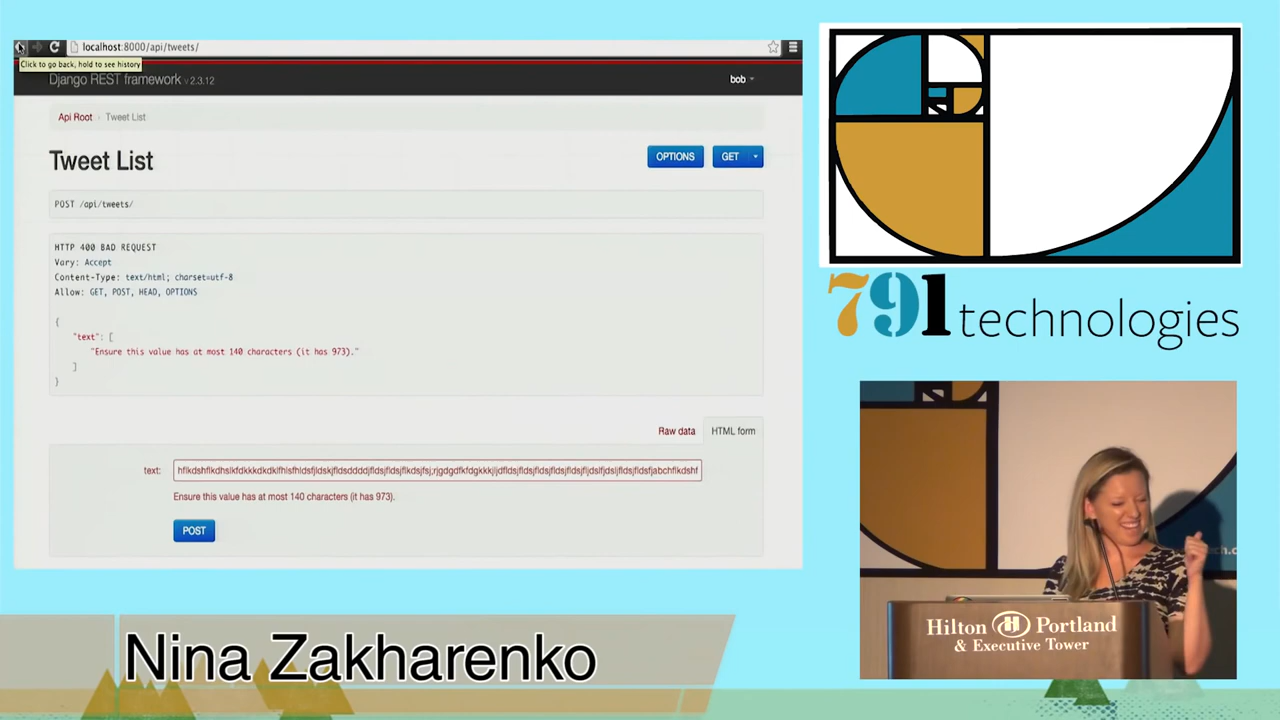 localhost:8000/api/tweets/
Click to go back, hold to see history
Django REST framework v 2.3.12
bob
Api Root › Tweet List
Tweet List
OPTIONS
GET
POST /api/tweets/
HTTP 400 BAD REQUEST
Vary: Accept
Content-Type: text/html; charset=utf-8
Allow: GET, POST, HEAD, OPTIONS
{
"text": [
"Ensure this value has at most 140 characters (it has 973)."
]
}
Raw data
HTML form
text:
Ensure this value has at most 140 characters (it has 973).
POST
791 technologies
Hilton H Portland
& Executive Tower
Nina Zakharenko